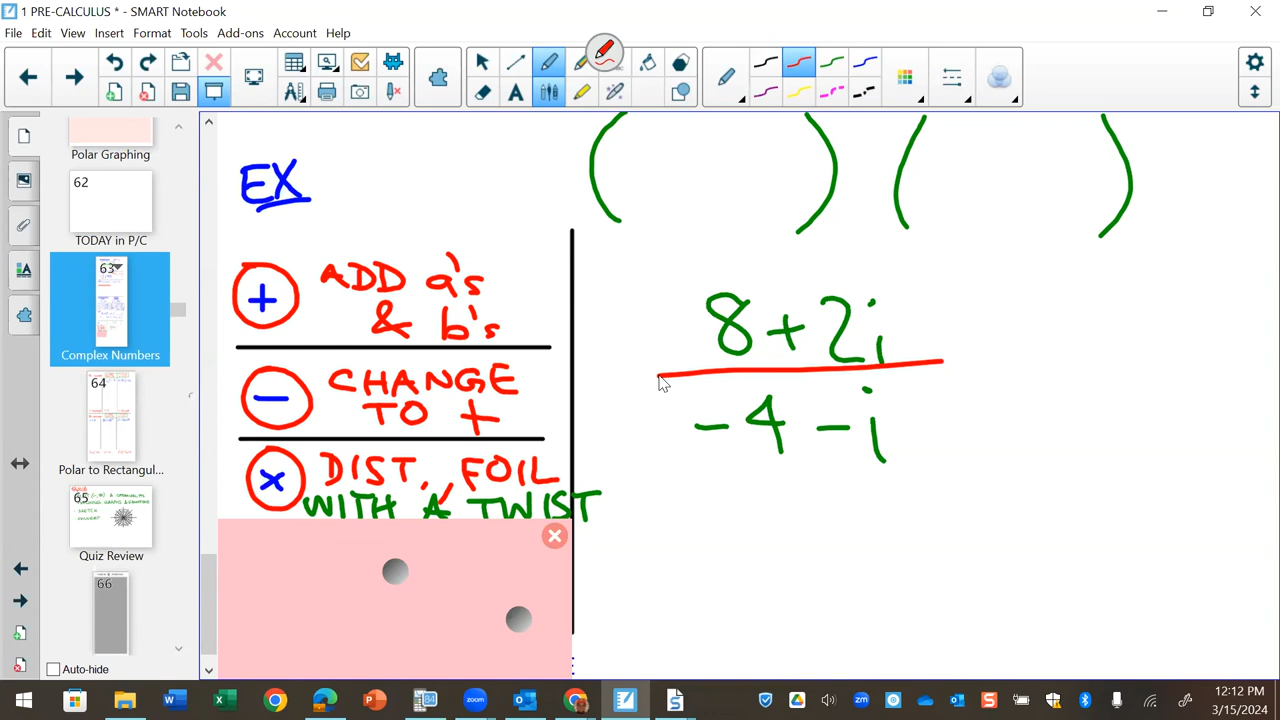 1 PRE-CALCULUS * - SMART Notebook
File Edit View Insert Format Tools Add-ons Account Help
Polar Graphing
62
TODAY in P/C
63
Complex Numbers
64
Polar to Rectangul...
65
Quiz Review
66
Auto-hide
EX
+ ADD a's
& b's
− CHANGE
TO +
× DIST., FOIL
WITH A TWIST
( ) ( )
8 + 2i
-4 - i
84
zoom
12:12 PM
3/15/2024